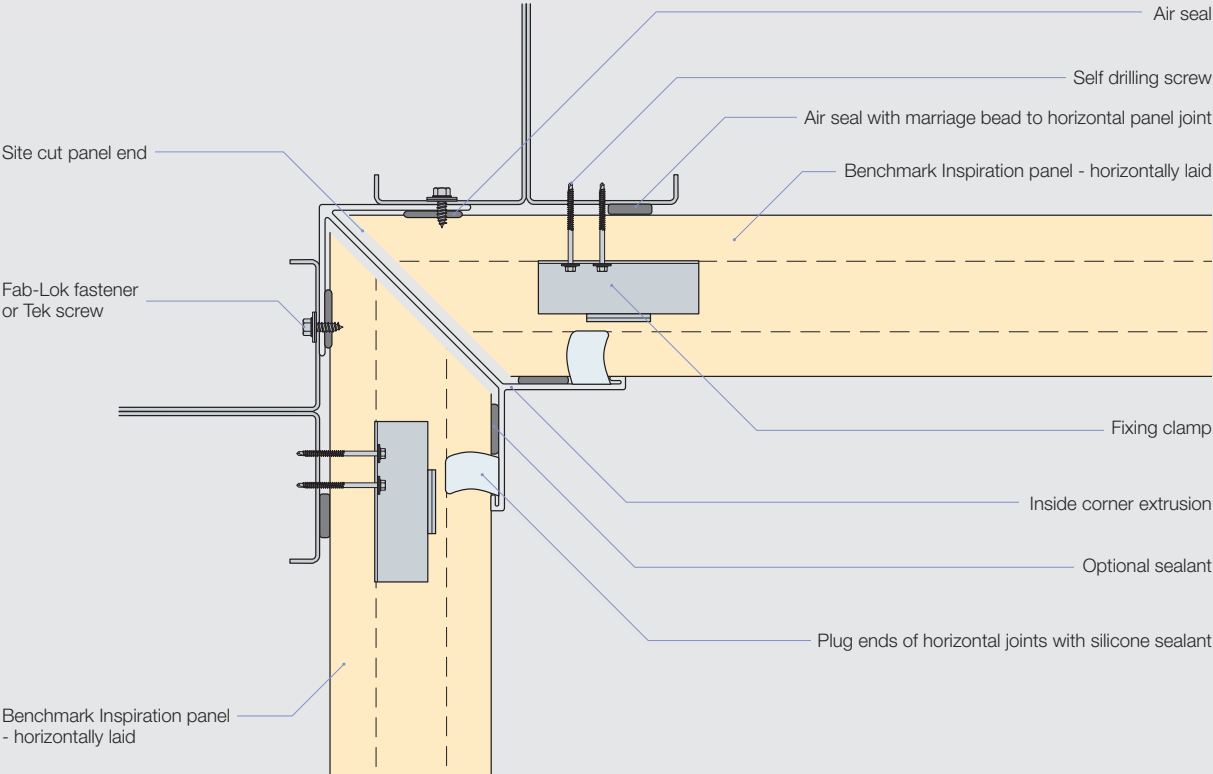 Air seal
Self drilling screw
Air seal with marriage bead to horizontal panel joint
Site cut panel end
Benchmark Inspiration panel - horizontally laid
Fab-Lok fastener
or Tek screw
Fixing clamp
Inside corner extrusion
Optional sealant
Plug ends of horizontal joints with silicone sealant
Benchmark Inspiration panel
- horizontally laid